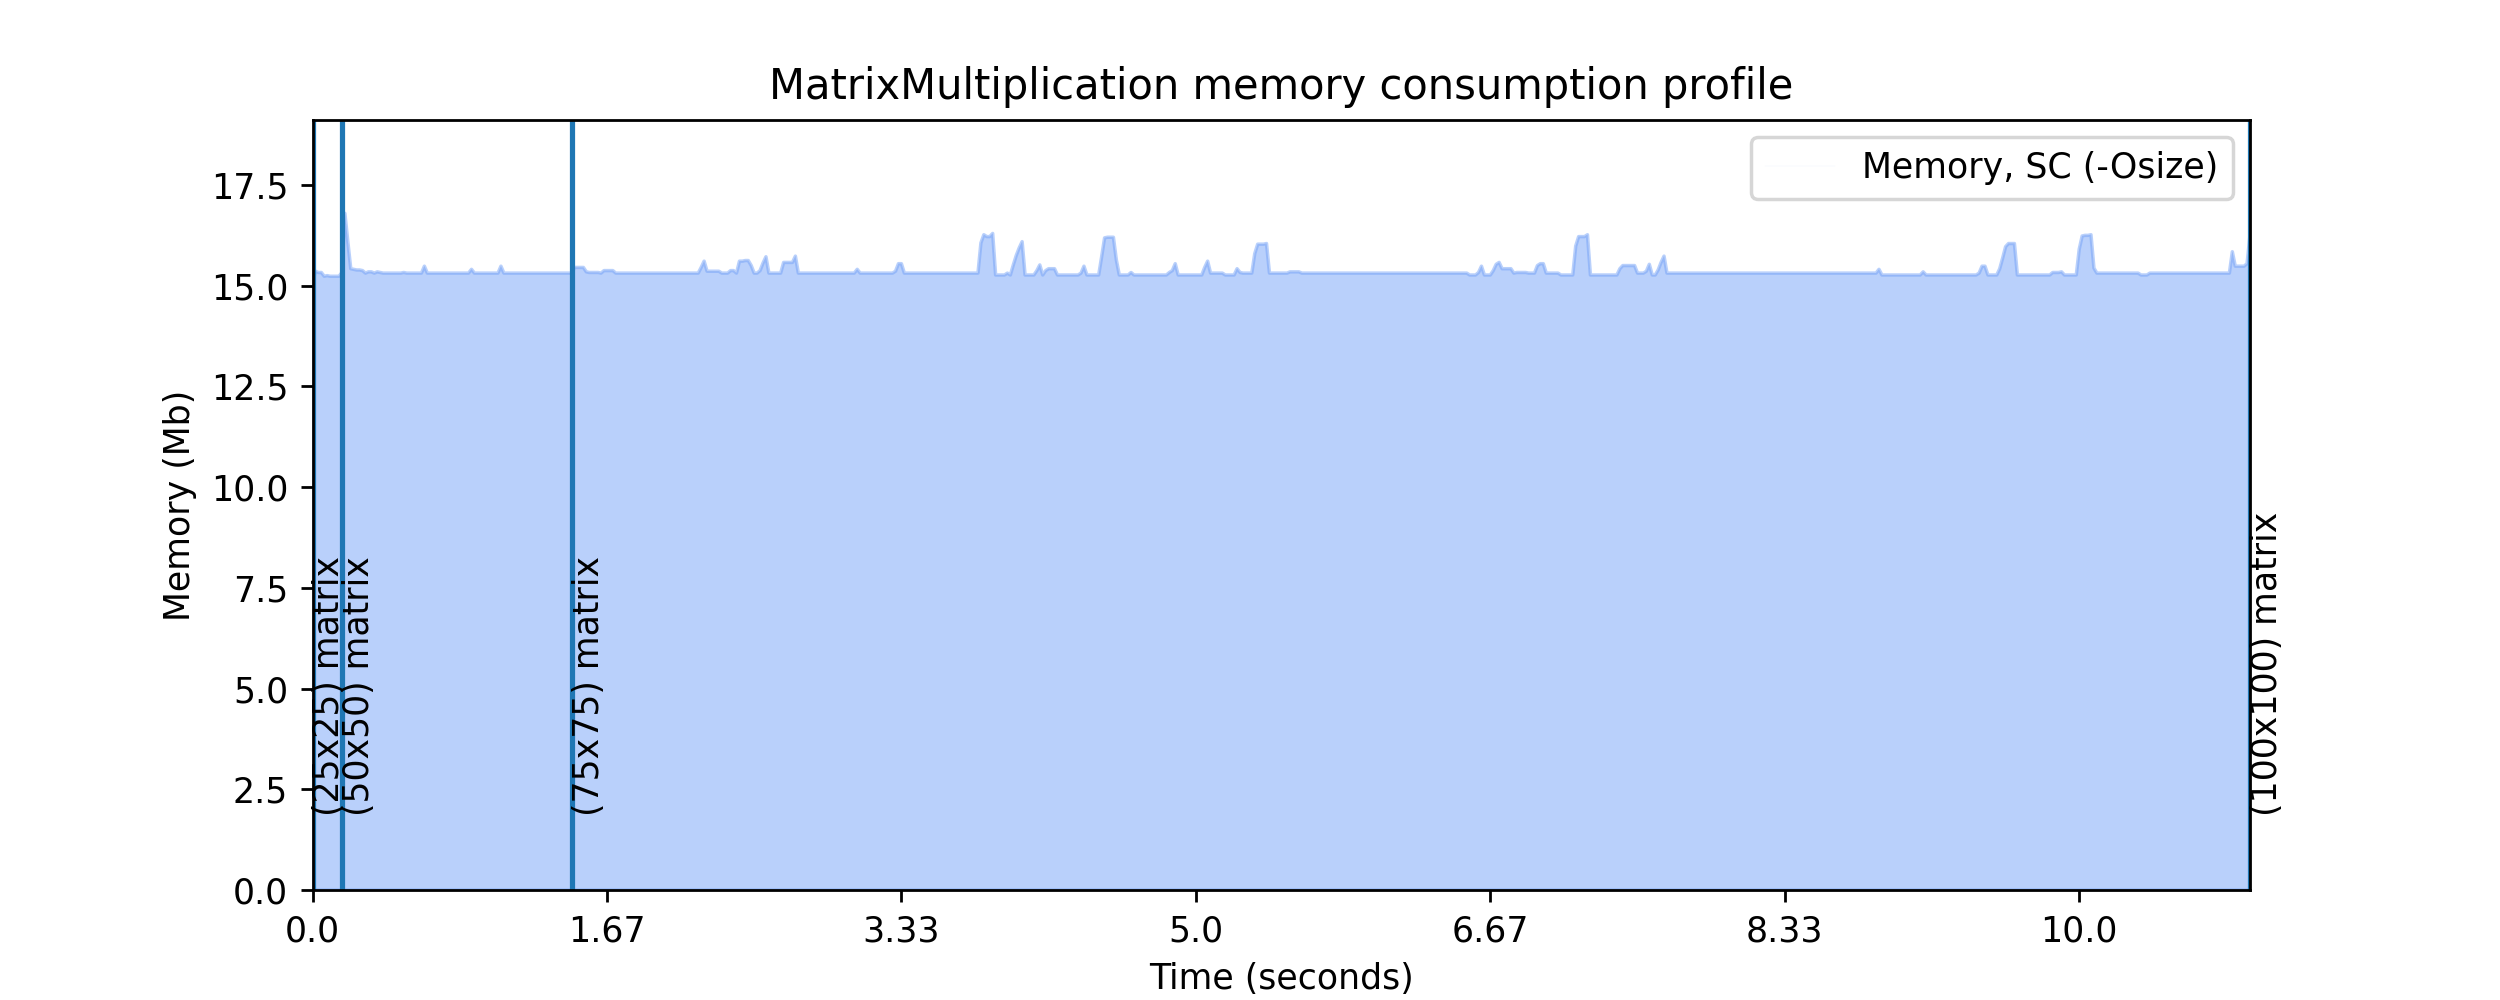 MatrixMultiplication memory consumption profile
Memory, SC (-Osize)
Memory (Mb)
17.5
15.0
12.5
10.0
7.5
5.0
2.5
0.0
(25x25) matrix
(50x50) matrix
(75x75) matrix
(100x100) matrix
0.0 1.67 3.33 5.0 6.67 8.33 10.0
Time (seconds)